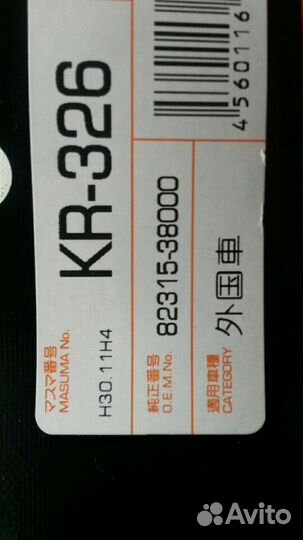 マスマ番号
MASUMA No.
KR-326
H30.11H4
純正番号
O.E.M.No.
82315-38000
4560116
適用車種
CATEGORY
外国車
Avito